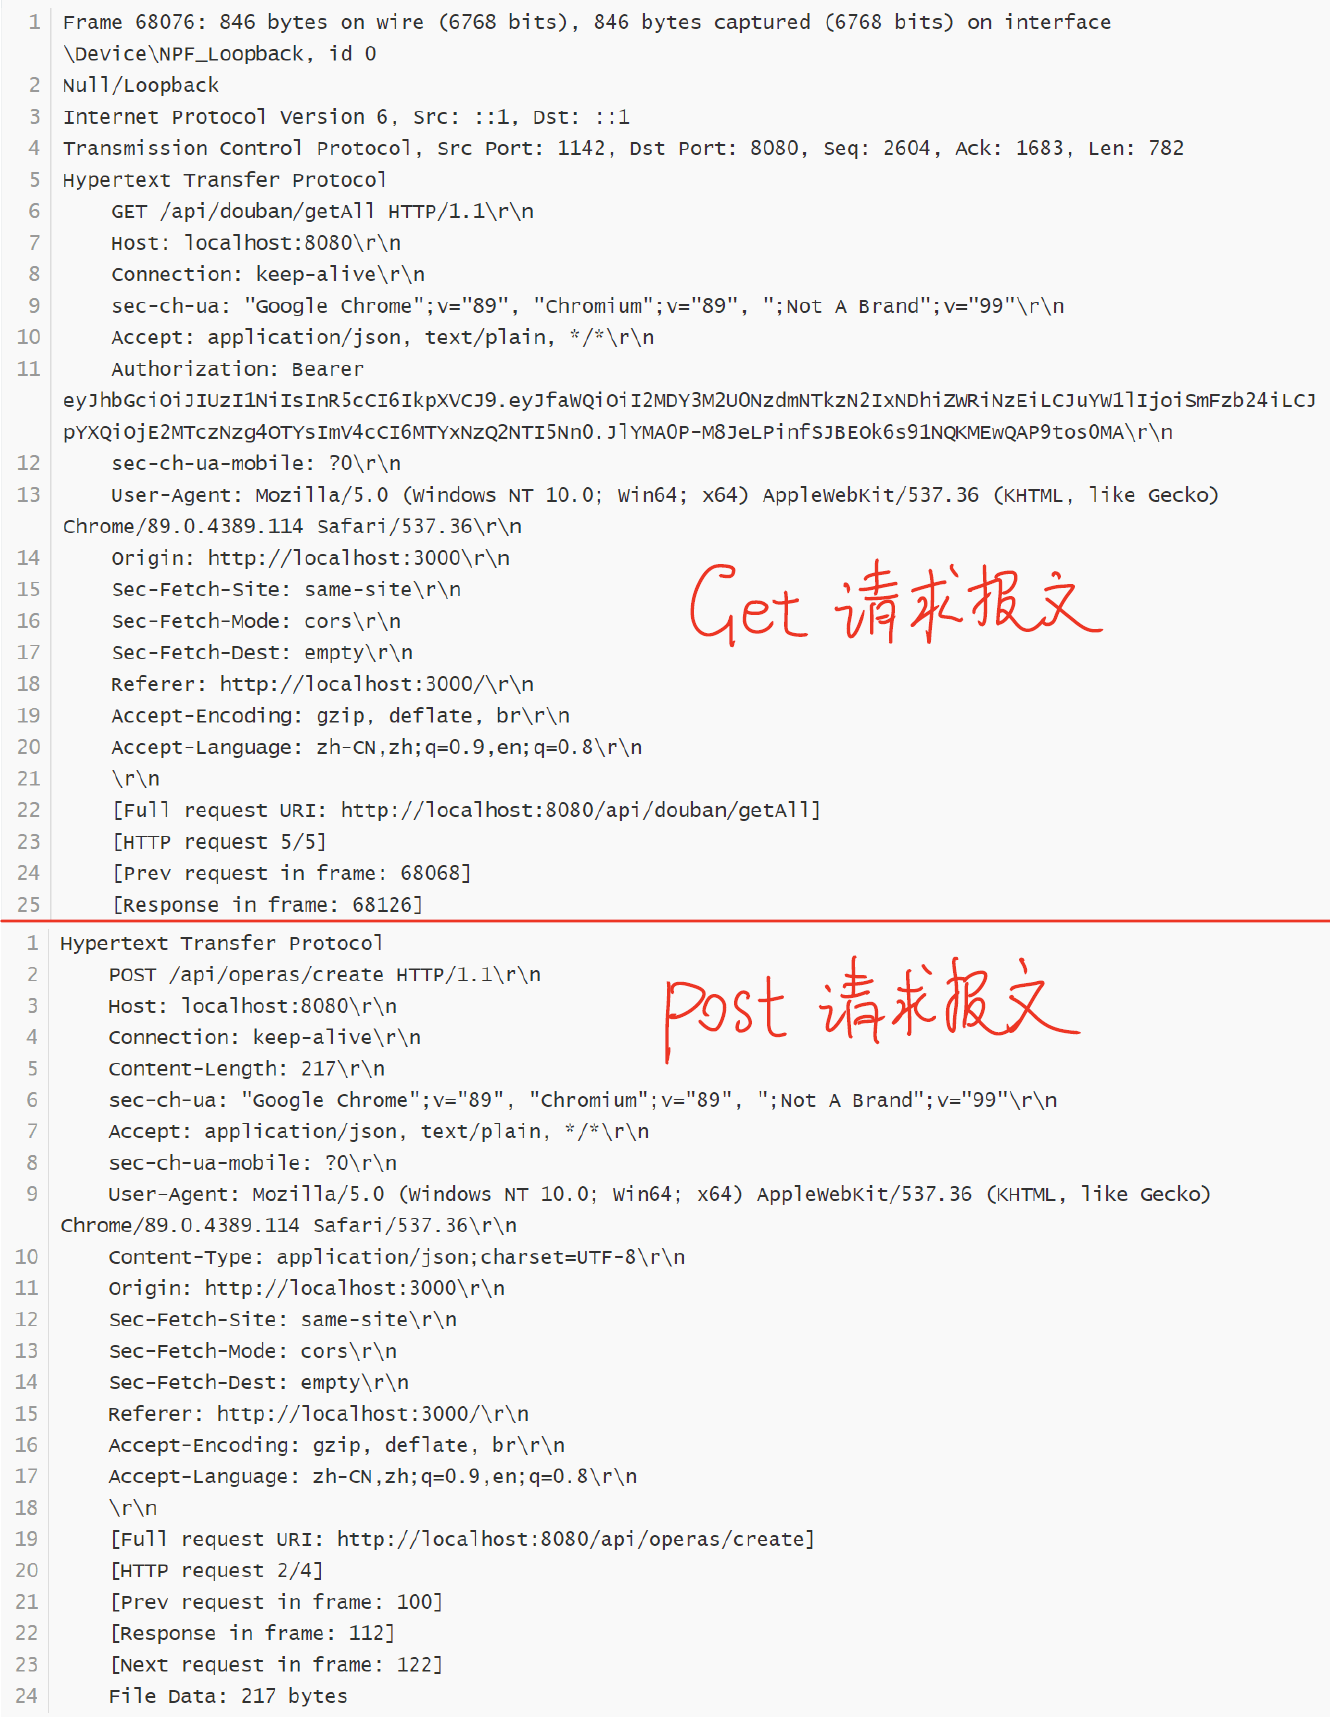 1 Frame 68076: 846 bytes on wire (6768 bits), 846 bytes captured (6768 bits) on interface
\Device\NPF_Loopback, id 0
2 Null/Loopback
3 Internet Protocol Version 6, Src: ::1, Dst: ::1
4 Transmission Control Protocol, Src Port: 1142, Dst Port: 8080, Seq: 2604, Ack: 1683, Len: 782
5 Hypertext Transfer Protocol
6 GET /api/douban/getAll HTTP/1.1\r\n
7 Host: localhost:8080\r\n
8 Connection: keep-alive\r\n
9 sec-ch-ua: "Google Chrome";v="89", "Chromium";v="89", ";Not A Brand";v="99"\r\n
10 Accept: application/json, text/plain, */*\r\n
11 Authorization: Bearer
eyJhbGciOiJIUzI1NiIsInR5cCI6IkpXVCJ9.eyJfaWQiOiI2MDY3M2U0NzdmNTkzN2IxNDhiZWRiNzEiLCJuYW1lIjoiSmFzb24iLCJ
pYXQiOjE2MTczNzg4OTYsImV4cCI6MTYxNzQ2NTI5Nn0.JlYMA0P-M8JeLPinfSJBEOk6s91NQKMEwQAP9tos0MA\r\n
12 sec-ch-ua-mobile: ?0\r\n
13 User-Agent: Mozilla/5.0 (Windows NT 10.0; Win64; x64) AppleWebKit/537.36 (KHTML, like Gecko)
Chrome/89.0.4389.114 Safari/537.36\r\n
14 Origin: http://localhost:3000\r\n
15 Sec-Fetch-Site: same-site\r\n
16 Sec-Fetch-Mode: cors\r\n
17 Sec-Fetch-Dest: empty\r\n
18 Referer: http://localhost:3000/\r\n
19 Accept-Encoding: gzip, deflate, br\r\n
20 Accept-Language: zh-CN,zh;q=0.9,en;q=0.8\r\n
21 \r\n
22 [Full request URI: http://localhost:8080/api/douban/getAll]
23 [HTTP request 5/5]
24 [Prev request in frame: 68068]
25 [Response in frame: 68126]
Get 请求报文
1 Hypertext Transfer Protocol
2 POST /api/operas/create HTTP/1.1\r\n
3 Host: localhost:8080\r\n
4 Connection: keep-alive\r\n
5 Content-Length: 217\r\n
6 sec-ch-ua: "Google Chrome";v="89", "Chromium";v="89", ";Not A Brand";v="99"\r\n
7 Accept: application/json, text/plain, */*\r\n
8 sec-ch-ua-mobile: ?0\r\n
9 User-Agent: Mozilla/5.0 (Windows NT 10.0; Win64; x64) AppleWebKit/537.36 (KHTML, like Gecko)
Chrome/89.0.4389.114 Safari/537.36\r\n
10 Content-Type: application/json;charset=UTF-8\r\n
11 Origin: http://localhost:3000\r\n
12 Sec-Fetch-Site: same-site\r\n
13 Sec-Fetch-Mode: cors\r\n
14 Sec-Fetch-Dest: empty\r\n
15 Referer: http://localhost:3000/\r\n
16 Accept-Encoding: gzip, deflate, br\r\n
17 Accept-Language: zh-CN,zh;q=0.9,en;q=0.8\r\n
18 \r\n
19 [Full request URI: http://localhost:8080/api/operas/create]
20 [HTTP request 2/4]
21 [Prev request in frame: 100]
22 [Response in frame: 112]
23 [Next request in frame: 122]
24 File Data: 217 bytes
Post 请求报文